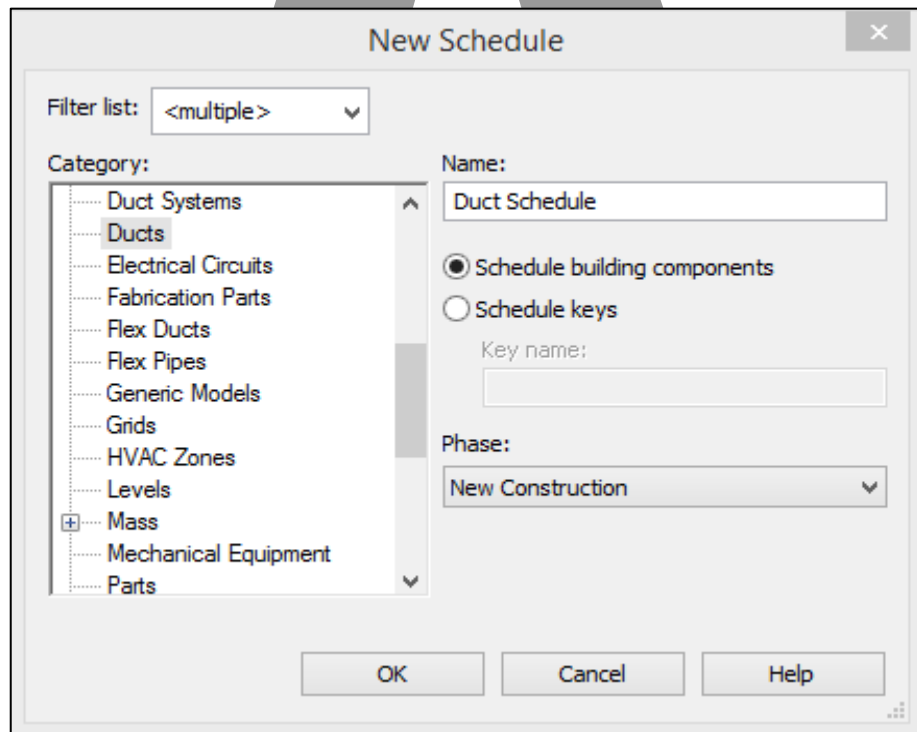 New Schedule
Filter list: <multiple>
Category:
Duct Systems
Ducts
Electrical Circuits
Fabrication Parts
Flex Ducts
Flex Pipes
Generic Models
Grids
HVAC Zones
Levels
Mass
Mechanical Equipment
Parts
Name:
Duct Schedule
Schedule building components
Schedule keys
Key name:
Phase:
New Construction
OK Cancel Help